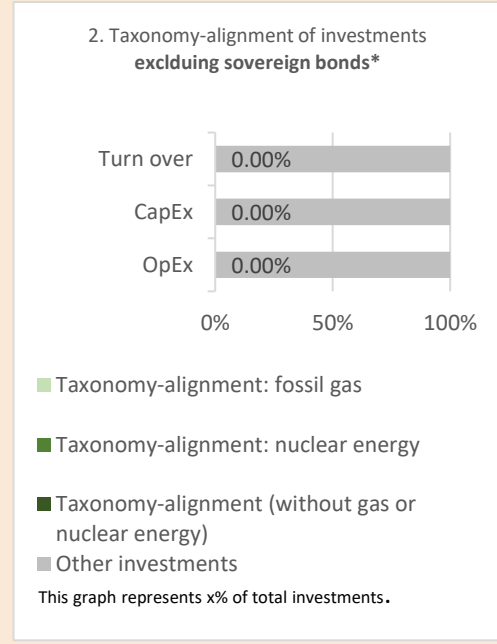 2. Taxonomy-alignment of investments
exclduing sovereign bonds*
Turn over
0.00%
CapEx
0.00%
OpEx
0.00%
0%
50%
100%
Taxonomy-alignment: fossil gas
Taxonomy-alignment: nuclear energy
Taxonomy-alignment (without gas or
nuclear energy)
Other investments
This graph represents x% of total investments.